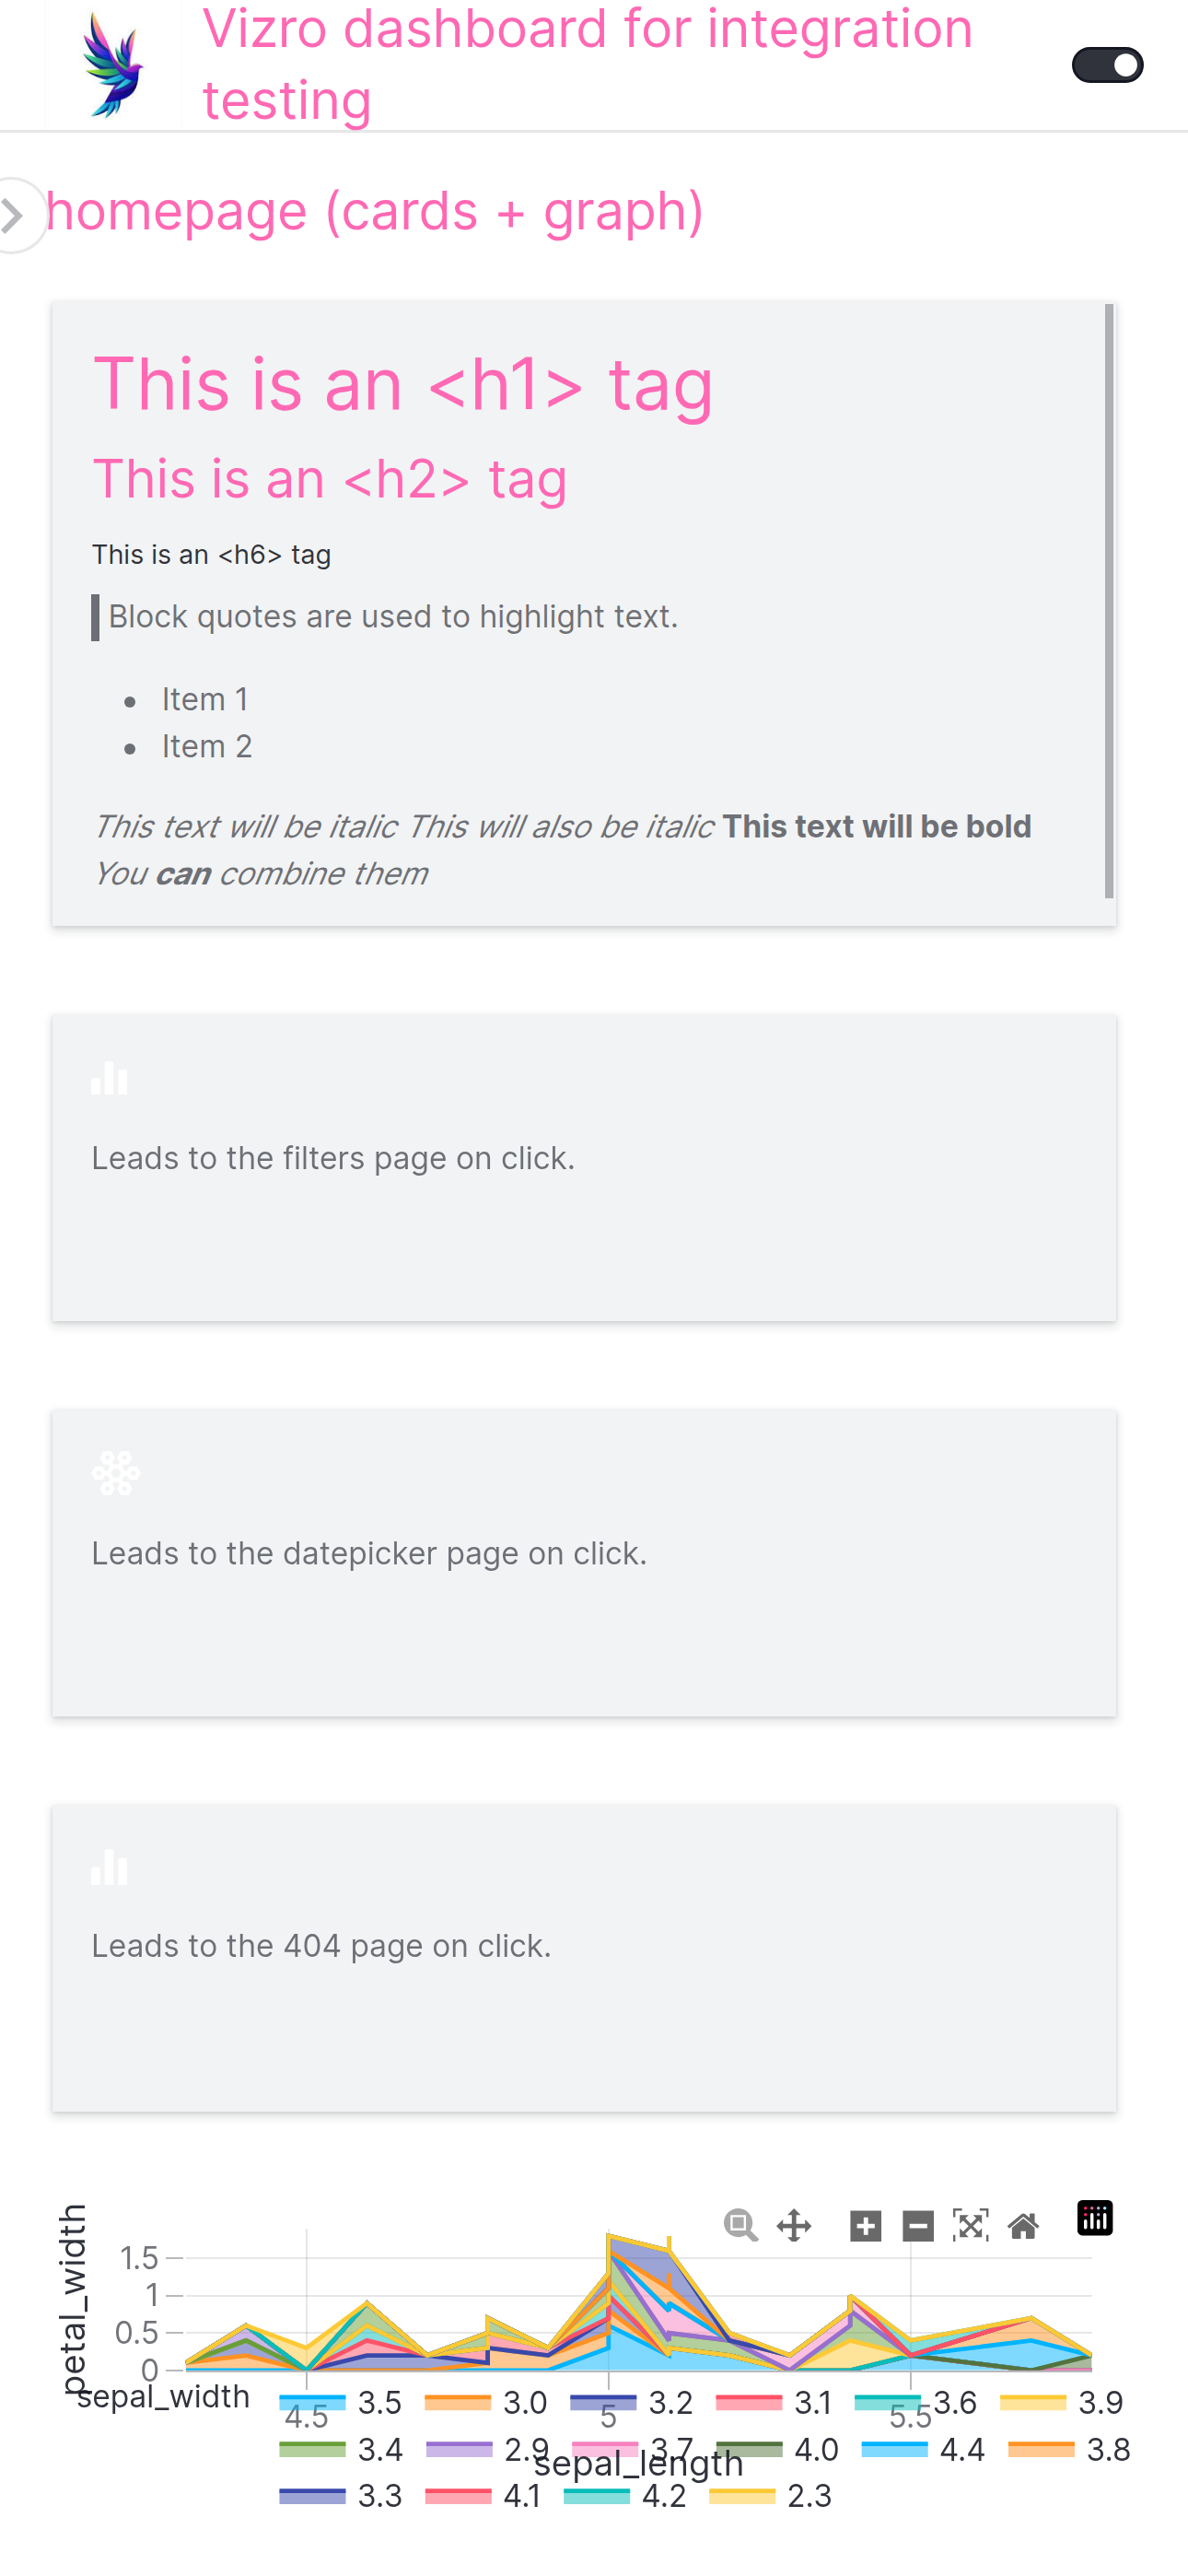 Vizro dashboard for integration
testing
homepage (cards + graph)
This is an <h1> tag
This is an <h2> tag
This is an <h6> tag
Block quotes are used to highlight text.
Item 1
Item 2
This text will be italic This will also be italic This text will be bold
You can combine them
Leads to the filters page on click.
Leads to the datepicker page on click.
Leads to the 404 page on click.
petal_width
1.5
1
0.5
0
4.5 5 5.5
sepal_length
sepal_width
3.5 3.0 3.2 3.1 3.6 3.9
3.4 2.9 3.7 4.0 4.4 3.8
3.3 4.1 4.2 2.3